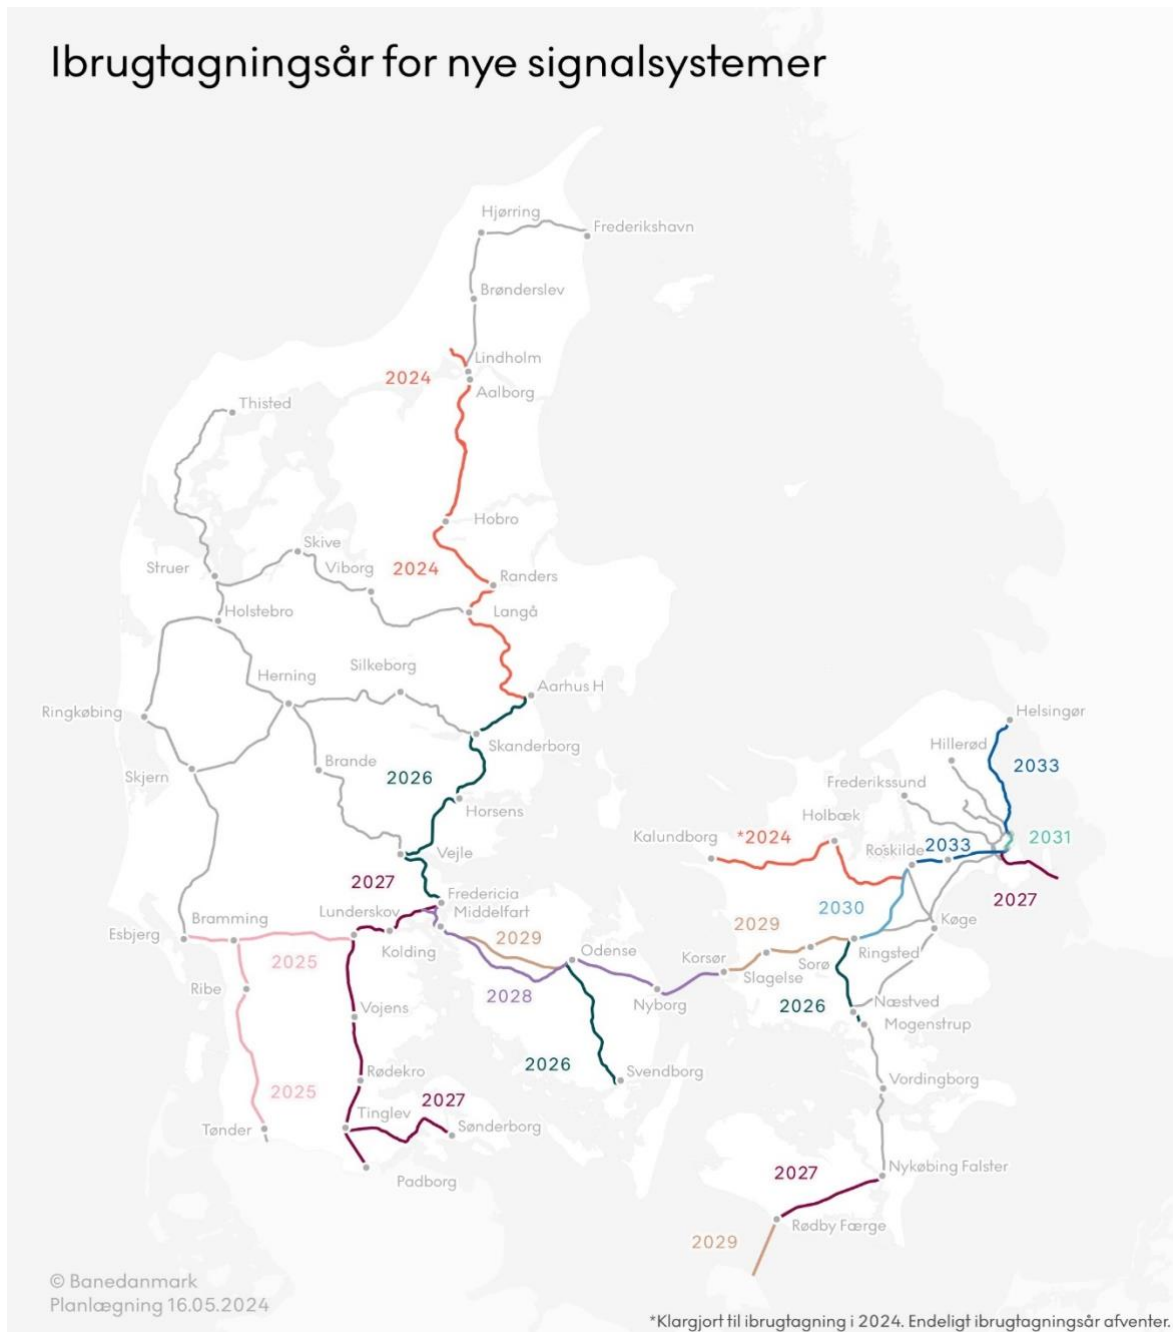 Ibrugtagningsår for nye signalsystemer
Hjørring
Frederikshavn
Brønderslev
Lindholm
2024
Aalborg
Thisted
Hobro
Skive
Struer
Viborg
2024
Randers
Holstebro
Langå
Silkeborg
Herning
Aarhus H
Ringkøbing
Helsingør
Skanderborg
Hillerød
Brande
2033
Skjern
2026
Frederikssund
Horsens
Holbæk
Kalundborg
*2024
2031
Roskilde
2033
Vejle
2027
Fredericia
2027
Lunderskov
Middelfart
2030
Bramming
Køge
2029
Esbjerg
2029
Kolding
Odense
Korsør
Sorø
Ringsted
2025
Slagelse
Ribe
2028
Nyborg
Næstved
Vojens
2026
Mogenstrup
2026
Rødekro
Svendborg
Vordingborg
2025
2027
Tinglev
Tønder
Sønderborg
2027
Nykøbing Falster
Padborg
Rødby Færge
2029
© Banedanmark
Planlægning 16.05.2024
*Klargjort til ibrugtagning i 2024. Endeligt ibrugtagningsår afventer.